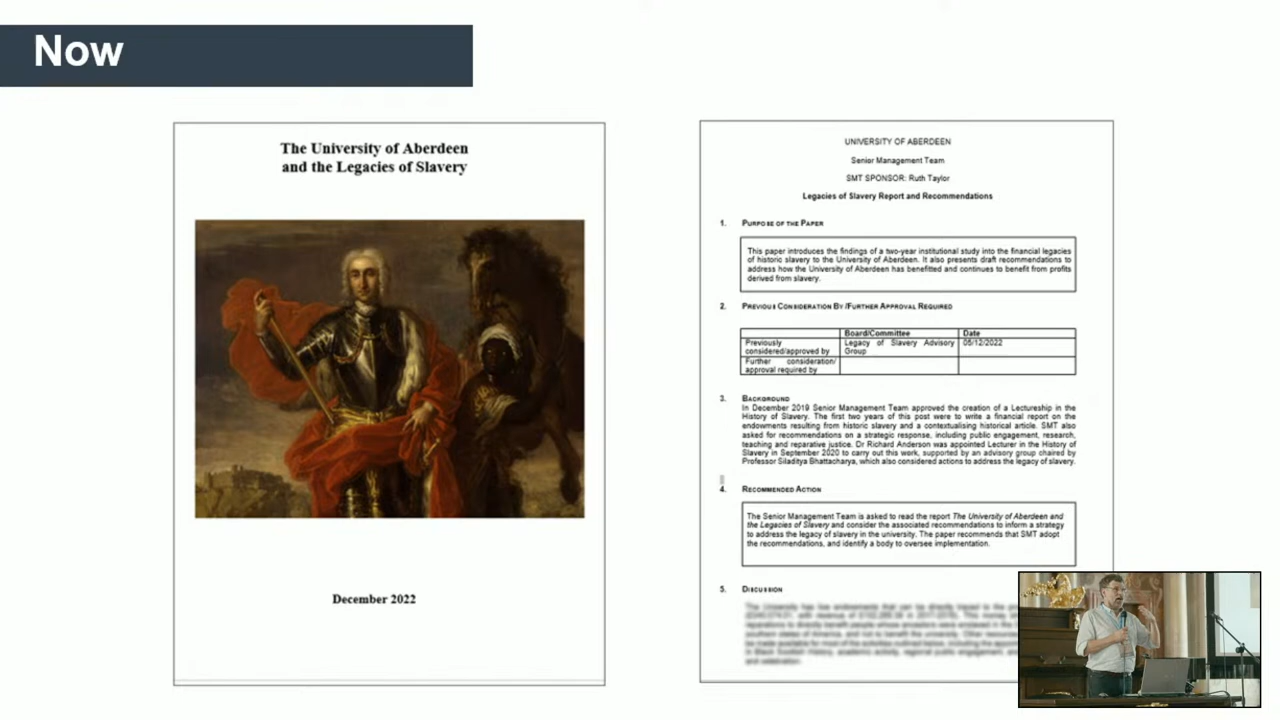 Now
The University of Aberdeen
and the Legacies of Slavery
December 2022
UNIVERSITY OF ABERDEEN
Senior Management Team
SMT SPONSOR: Ruth Taylor
Legacies of Slavery Report and Recommendations
1. PURPOSE OF THE PAPER
This paper introduces the findings of a two-year institutional study into the financial legacies
of historic slavery to the University of Aberdeen. It also presents draft recommendations to
address how the University of Aberdeen has benefitted and continues to benefit from profits
derived from slavery.
2. PREVIOUS CONSIDERATION BY /FURTHER APPROVAL REQUIRED
Board/Committee Date
Previously Legacy of Slavery Advisory 05/12/2022
considered/approved by Group
Further consideration/
approval required by
3. BACKGROUND
In December 2019 Senior Management Team approved the creation of a Lectureship in the
History of Slavery. The first two years of this post were to write a financial report on the
endowments resulting from historic slavery and a contextualising historical article. SMT also
asked for recommendations on a strategic response, including public engagement, research,
teaching and reparative justice. Dr Richard Anderson was appointed Lecturer in the History of
Slavery in September 2020 to carry out this work, supported by an advisory group chaired by
Professor Siladitya Bhattacharya, which also considered actions to address the legacy of slavery.
4. RECOMMENDED ACTION
The Senior Management Team is asked to read the report The University of Aberdeen and
the Legacies of Slavery and consider the associated recommendations to inform a strategy
to address the legacy of slavery in the university. The paper recommends that SMT adopt
the recommendations, and identify a body to oversee implementation.
5. DISCUSSION